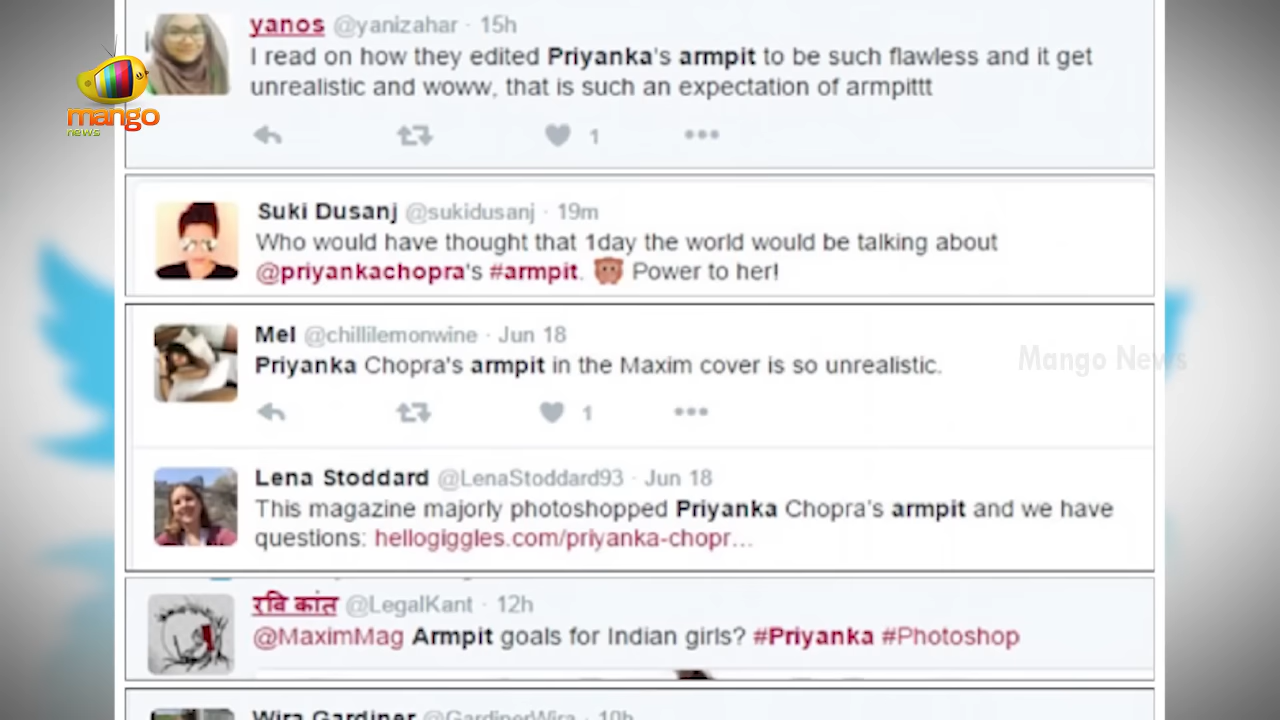 yanos @yanizahar · 15h
I read on how they edited Priyanka's armpit to be such flawless and it get
unrealistic and woww, that is such an expectation of armpittt
1
mango
news
Suki Dusanj @sukidusanj · 19m
Who would have thought that 1day the world would be talking about
@priyankachopra's #armpit. Power to her!
Mel @chillilemonwine · Jun 18
Priyanka Chopra's armpit in the Maxim cover is so unrealistic.
Mango News
1
Lena Stoddard @LenaStoddard93 · Jun 18
This magazine majorly photoshopped Priyanka Chopra's armpit and we have
questions: hellogiggles.com/priyanka-chopr...
रवि कांत @LegalKant · 12h
@MaximMag Armpit goals for Indian girls? #Priyanka #Photoshop
Wira Gardiner @GardinerWira · 10h